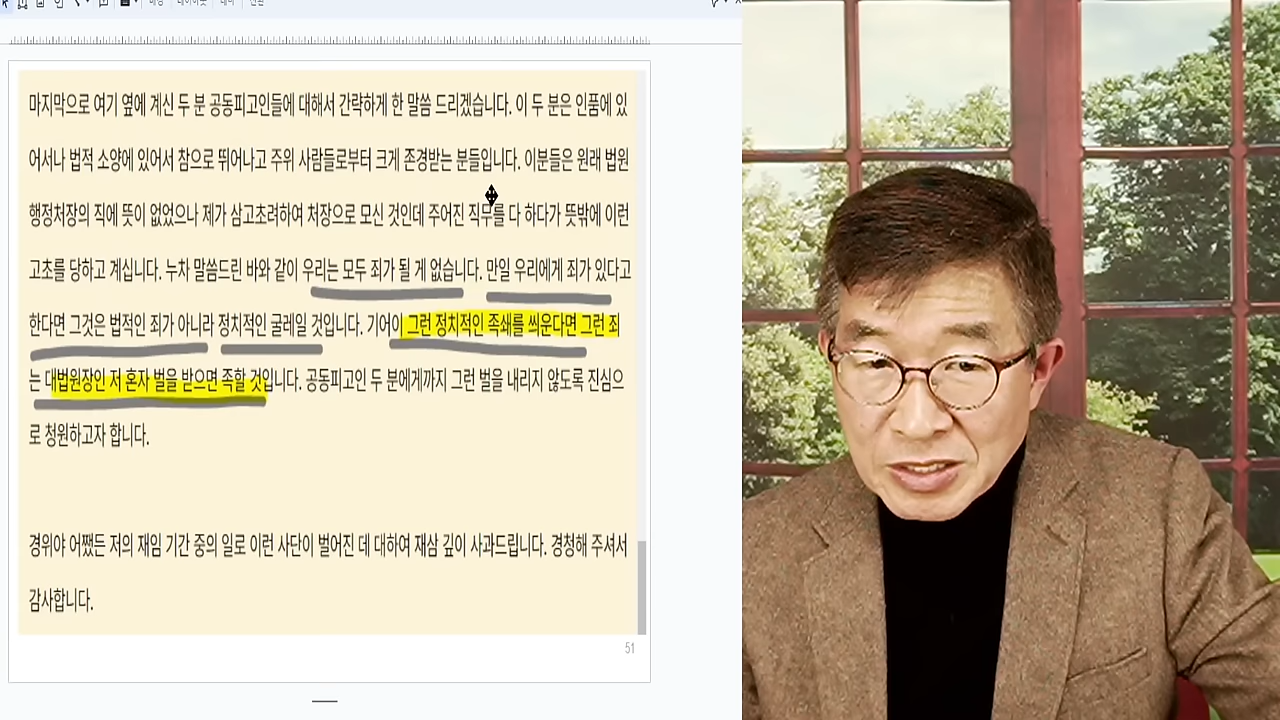 마지막으로 여기 옆에 계신 두 분 공동피고인들에 대해서 간략하게 한 말씀 드리겠습니다. 이 두 분은 인품에 있
어서나 법적 소양에 있어서 참으로 뛰어나고 주위 사람들로부터 크게 존경받는 분들입니다. 이분들은 원래 법원
행정처장의 직에 뜻이 없었으나 제가 삼고초려하여 처장으로 모신 것인데 주어진 직무를 다 하다가 뜻밖에 이런
고초를 당하고 계십니다. 누차 말씀드린 바와 같이 우리는 모두 죄가 될 게 없습니다. 만일 우리에게 죄가 있다고
한다면 그것은 법적인 죄가 아니라 정치적인 굴레일 것입니다. 기어이 그런 정치적인 족쇄를 씌운다면 그런 죄
는 대법원장인 저 혼자 벌을 받으면 족할 것입니다. 공동피고인 두 분에게까지 그런 벌을 내리지 않도록 진심으
로 청원하고자 합니다.
경위야 어쨌든 저의 재임 기간 중의 일로 이런 사단이 벌어진 데 대하여 재삼 깊이 사과드립니다. 경청해 주셔서
감사합니다.
51